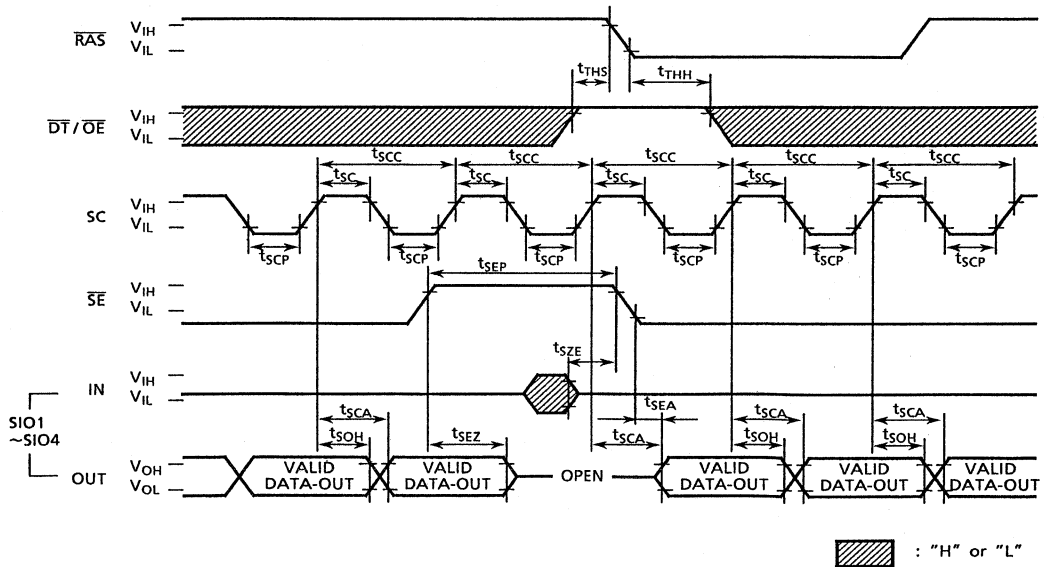 RAS VIH
VIL
tTHS tTHH
DT / OE VIH
VIL
tSCC tSCC tSCC tSCC tSCC
tSC tSC tSC tSC tSC
SC VIH
VIL
tSCP tSCP tSCP tSCP tSCP tSCP
tSEP
SE VIH
VIL
tSZE
IN VIH
VIL
SIO1
~SIO4
tSCA tSEA tSCA tSCA
tSOH tSEZ tSCA tSOH tSOH
OUT VOH
VOL
VALID
DATA-OUT
VALID
DATA-OUT
OPEN
VALID
DATA-OUT
VALID
DATA-OUT
VALID
DATA-OUT
: "H" or "L"